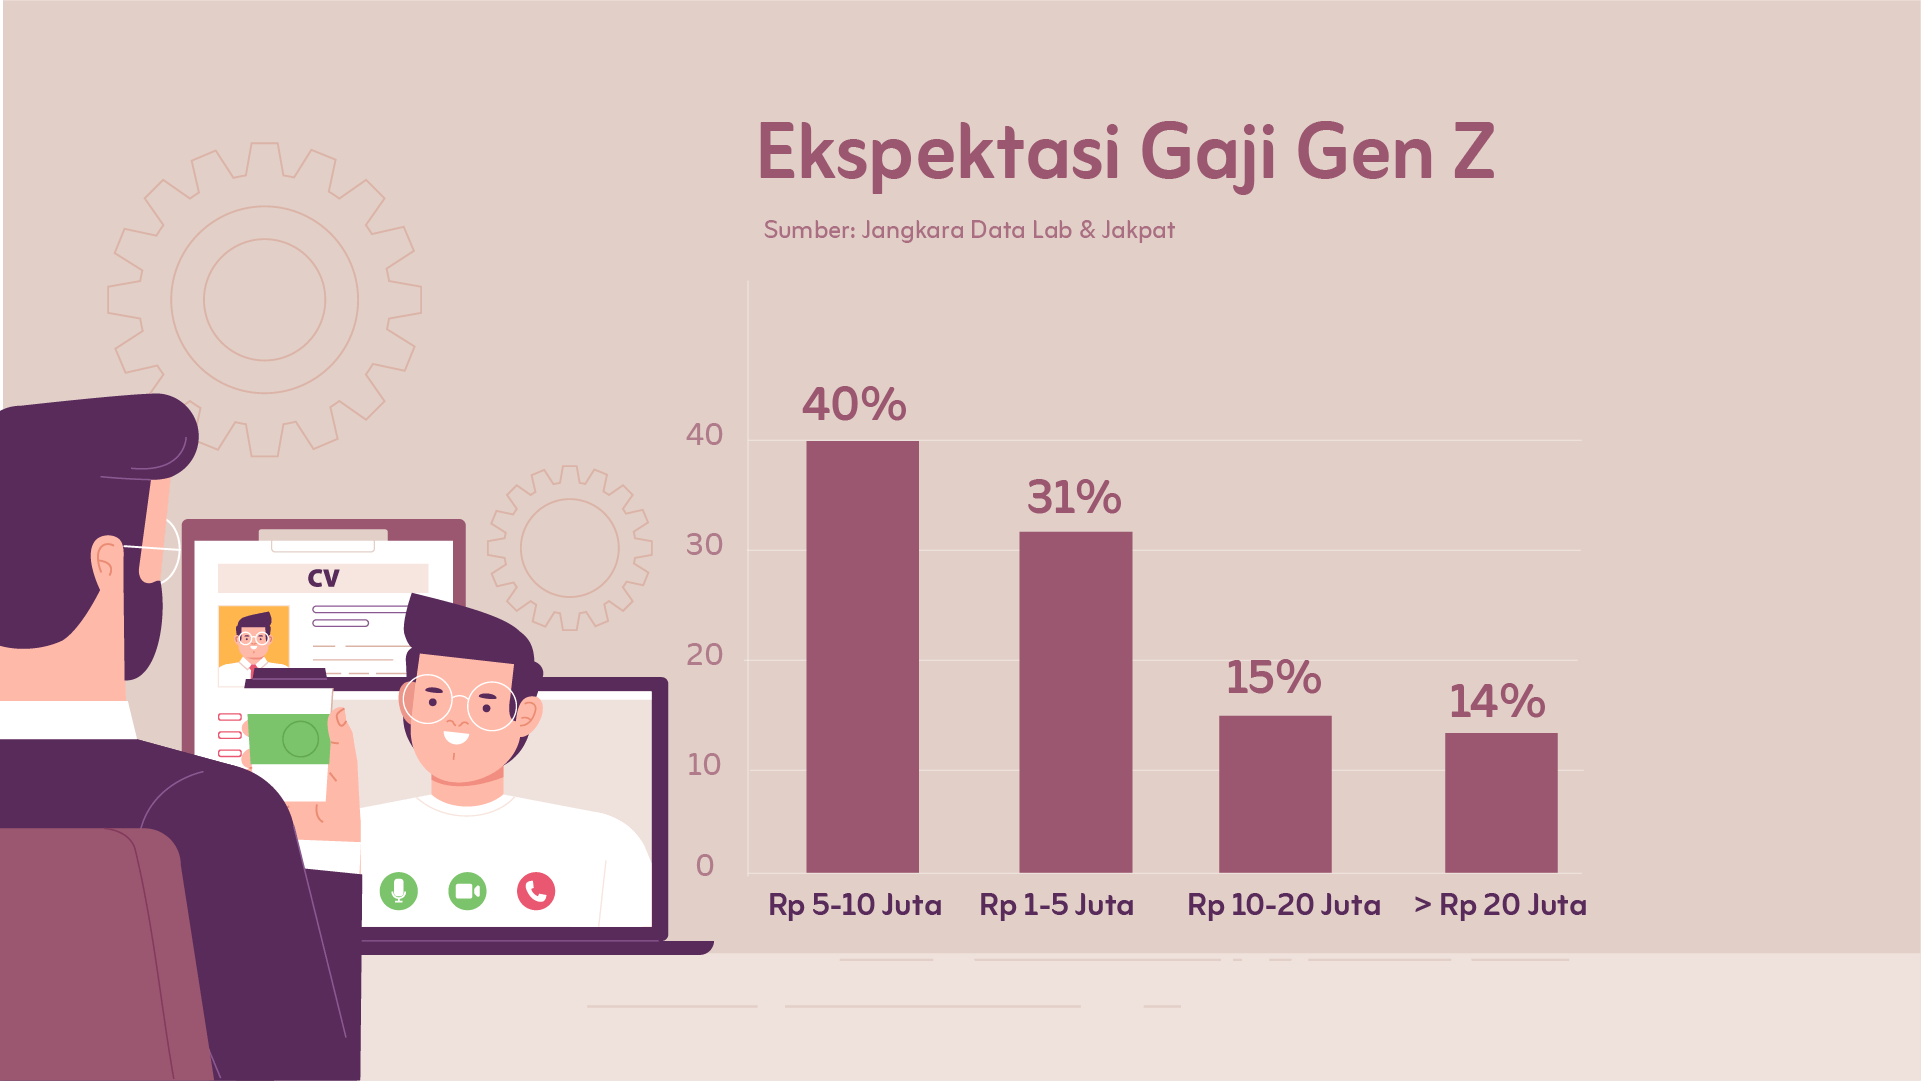 Ekspektasi Gaji Gen Z
Sumber: Jangkara Data Lab & Jakpat
40%
40
31%
30
20
15%
14%
10
0
Rp 5-10 Juta
Rp 1-5 Juta
Rp 10-20 Juta
> Rp 20 Juta
CV